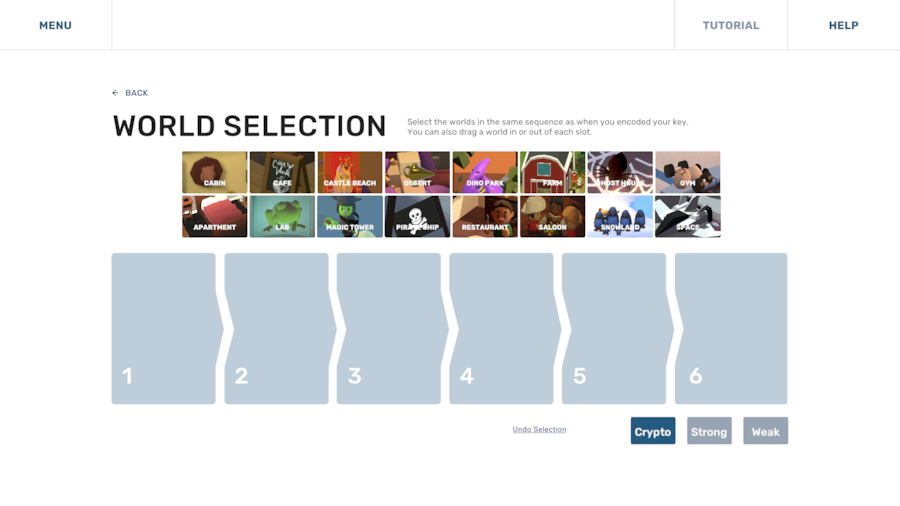 MENU
TUTORIAL
HELP
← BACK
WORLD SELECTION
Select the worlds in the same sequence as when you encoded your key.
You can also drag a world in or out of each slot.
CABIN
CAFE
CASTLE BEACH
DESERT
DINO PARK
FARM
GHOST HOUSE
GYM
APARTMENT
LAB
MAGIC TOWER
PIRATE SHIP
RESTAURANT
SALOON
SNOWLAND
SPACE
1
2
3
4
5
6
Undo Selection
Crypto
Strong
Weak